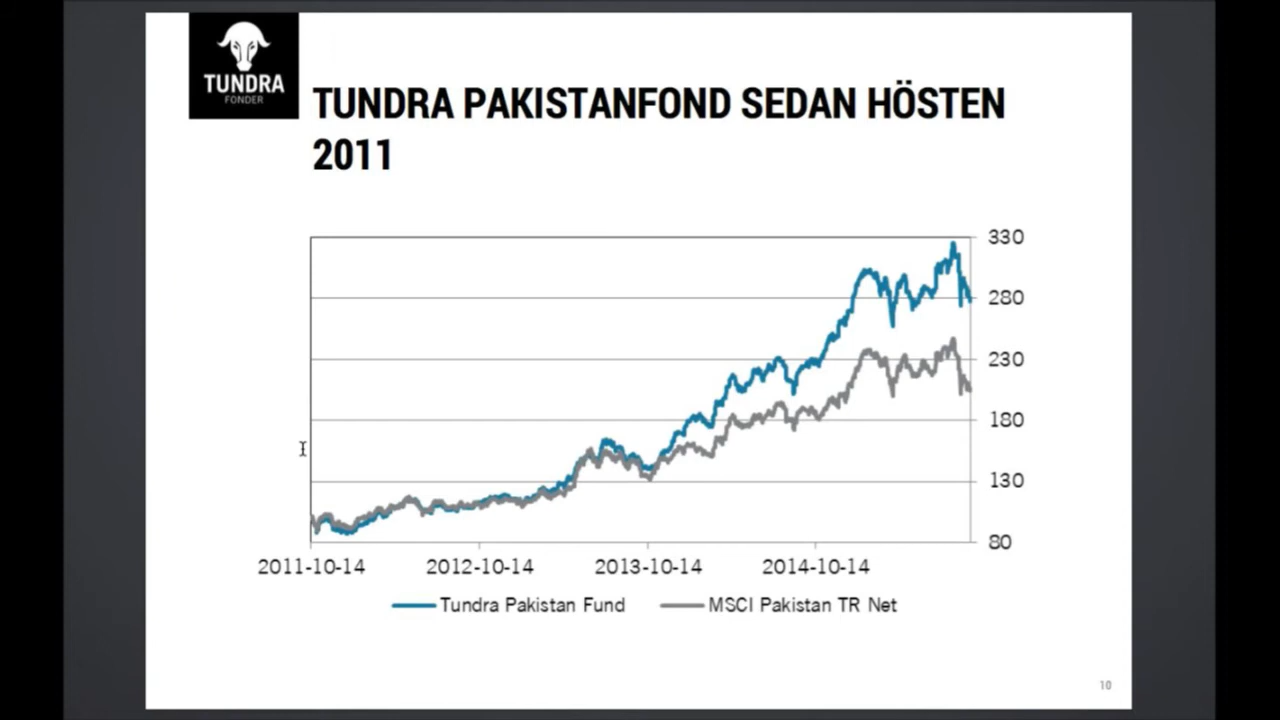 TUNDRA
FONDER
TUNDRA PAKISTANFOND SEDAN HÖSTEN
2011
330
280
230
180
130
80
2011-10-14 2012-10-14 2013-10-14 2014-10-14
Tundra Pakistan Fund MSCI Pakistan TR Net
10